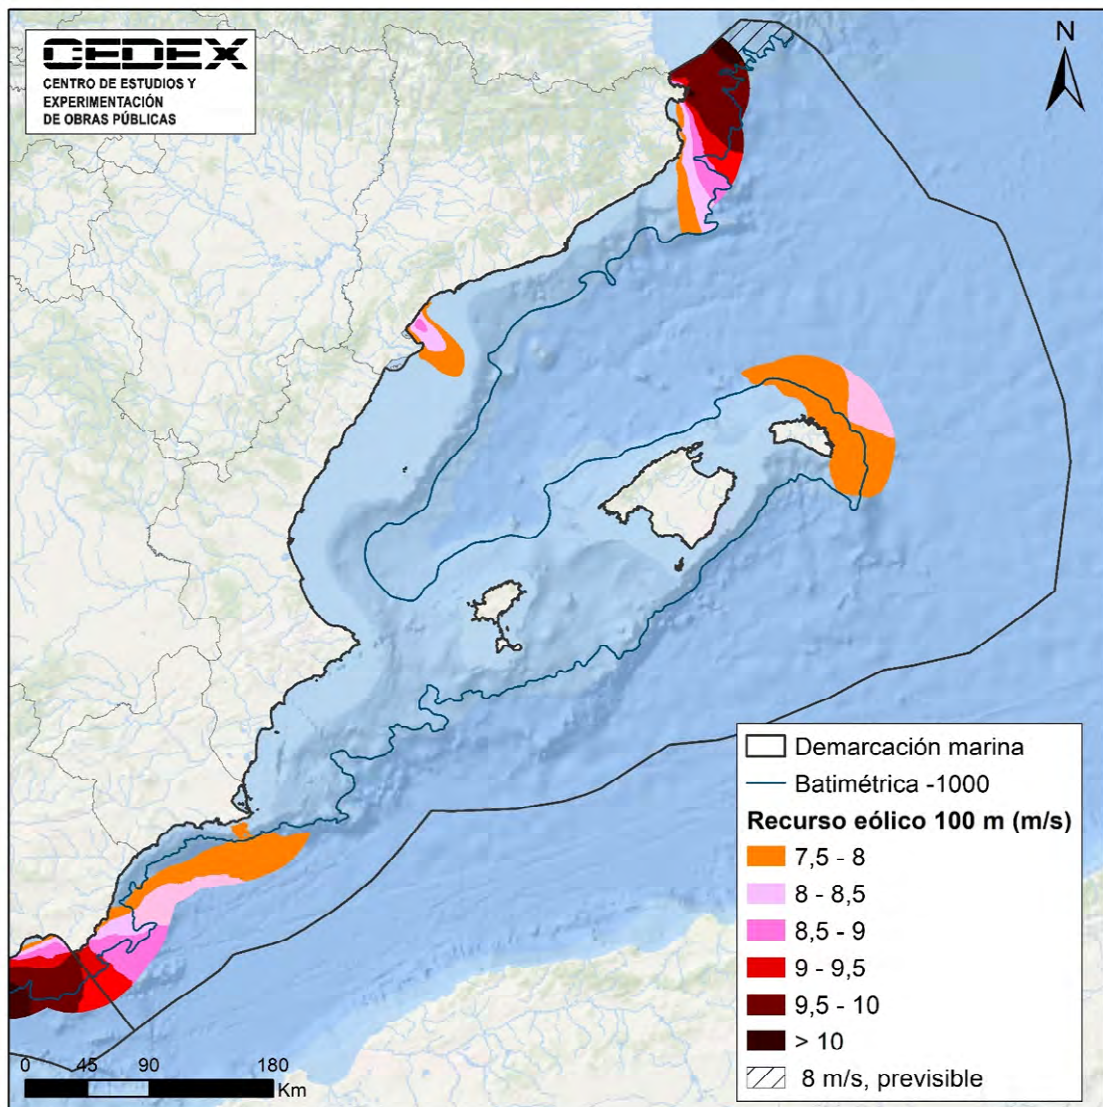 CEDEX
CENTRO DE ESTUDIOS Y
EXPERIMENTACIÓN
DE OBRAS PÚBLICAS
N
Demarcación marina
Batimétrica -1000
Recurso eólico 100 m (m/s)
7,5 - 8
8 - 8,5
8,5 - 9
9 - 9,5
9,5 - 10
> 10
8 m/s, previsible
0 45 90 180
Km